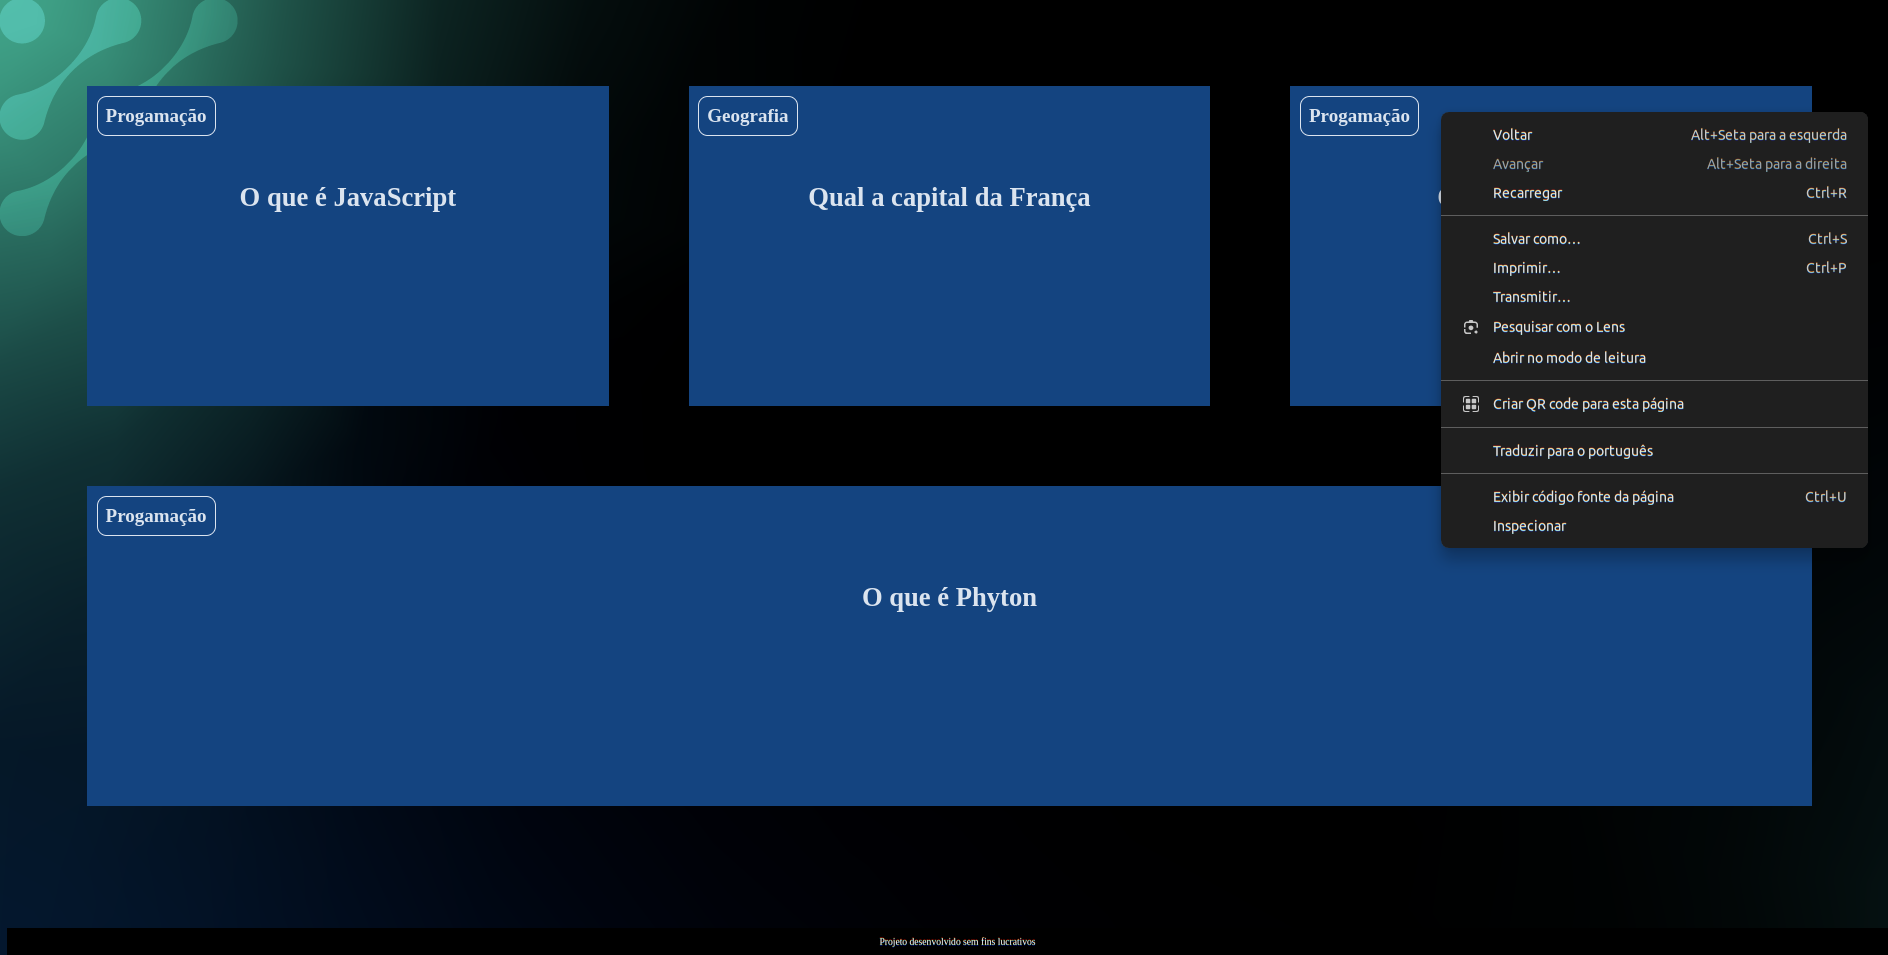 Progamação
O que é JavaScript
Geografia
Qual a capital da França
Progamação
Voltar Alt+Seta para a esquerda
Avançar Alt+Seta para a direita
Recarregar Ctrl+R
Salvar como... Ctrl+S
Imprimir... Ctrl+P
Transmitir...
Pesquisar com o Lens
Abrir no modo de leitura
Criar QR code para esta página
Traduzir para o português
Exibir código fonte da página Ctrl+U
Inspecionar
Progamação
O que é Phyton
Projeto desenvolvido sem fins lucrativos